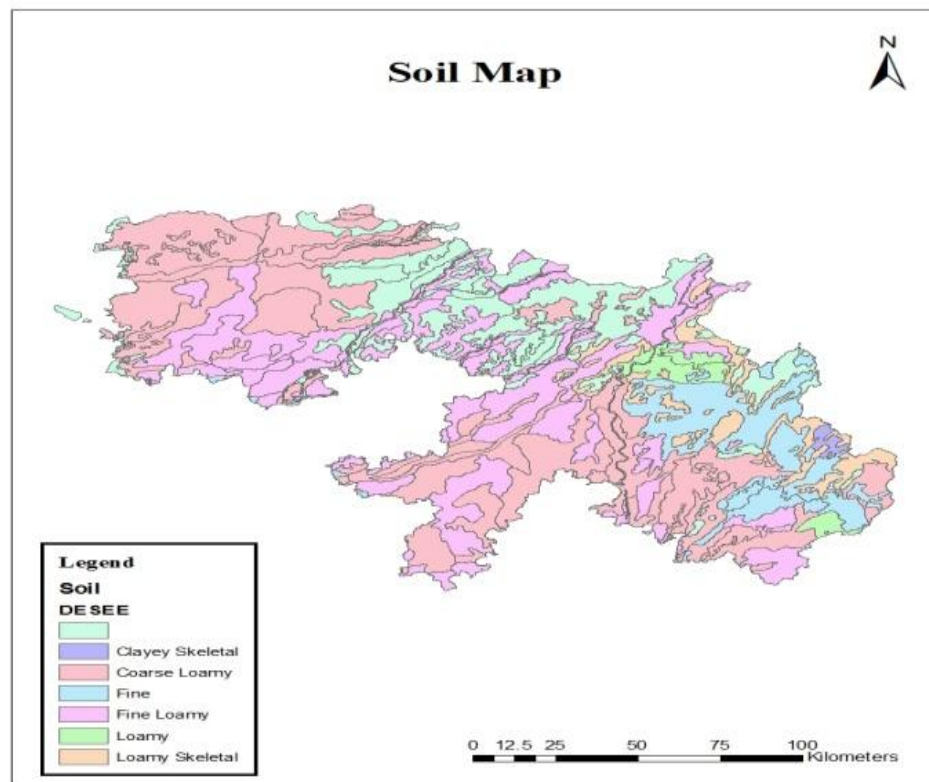 N
Soil Map
Legend
Soil
DESEE
Clayey Skeletal
Coarse Loamy
Fine
Fine Loamy
Loamy
Loamy Skeletal
0 12.5 25 50 75 100
Kilometers